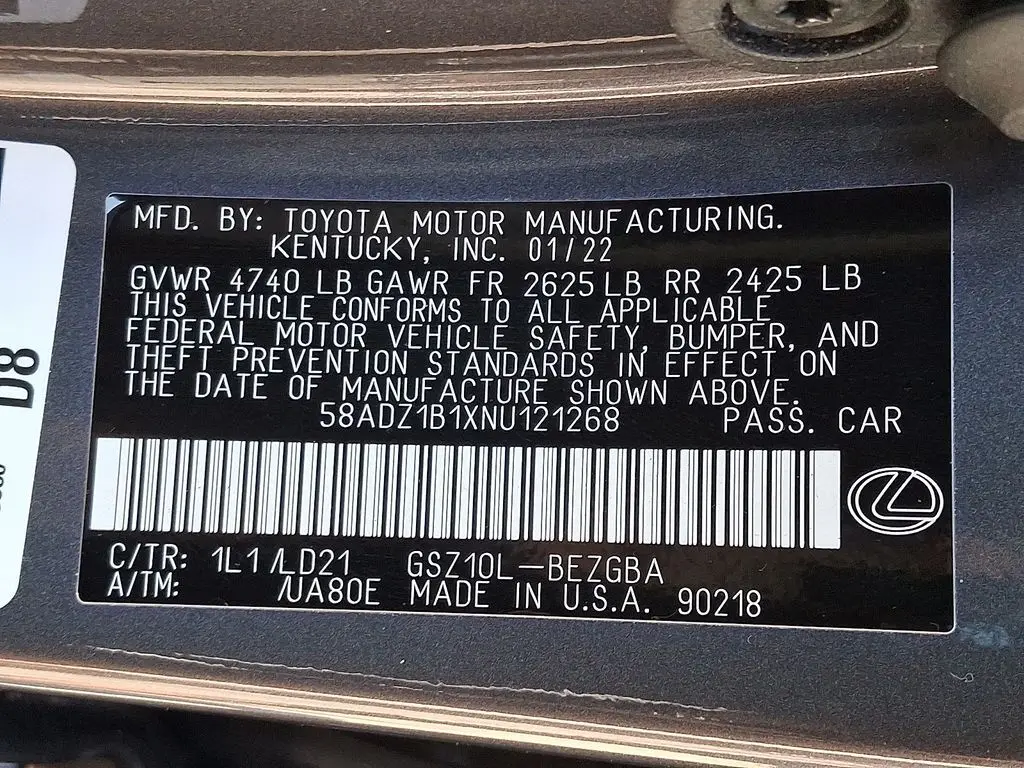 MFD. BY: TOYOTA MOTOR MANUFACTURING.
KENTUCKY, INC. 01/22
GVWR 4740 LB GAWR FR 2625 LB RR 2425 LB
THIS VEHICLE CONFORMS TO ALL APPLICABLE
FEDERAL MOTOR VEHICLE SAFETY, BUMPER, AND
THEFT PREVENTION STANDARDS IN EFFECT ON
THE DATE OF MANUFACTURE SHOWN ABOVE.
58ADZ1B1XNU121268 PASS. CAR
C/TR: 1L1 /LD21 GSZ10L-BEZGBA
A/TM: /UA80E MADE IN U.S.A. 90218
D8